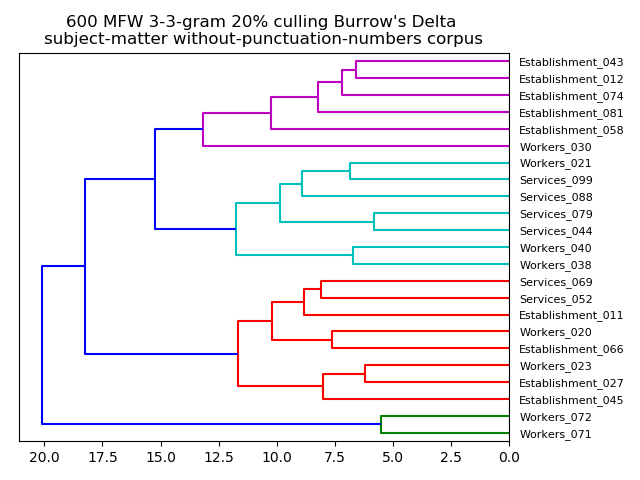 600 MFW 3-3-gram 20% culling Burrow's Delta
subject-matter without-punctuation-numbers corpus
Establishment_043
Establishment_012
Establishment_074
Establishment_081
Establishment_058
Workers_030
Workers_021
Services_099
Services_088
Services_079
Services_044
Workers_040
Workers_038
Services_069
Services_052
Establishment_011
Workers_020
Establishment_066
Workers_023
Establishment_027
Establishment_045
Workers_072
Workers_071
20.0 17.5 15.0 12.5 10.0 7.5 5.0 2.5 0.0